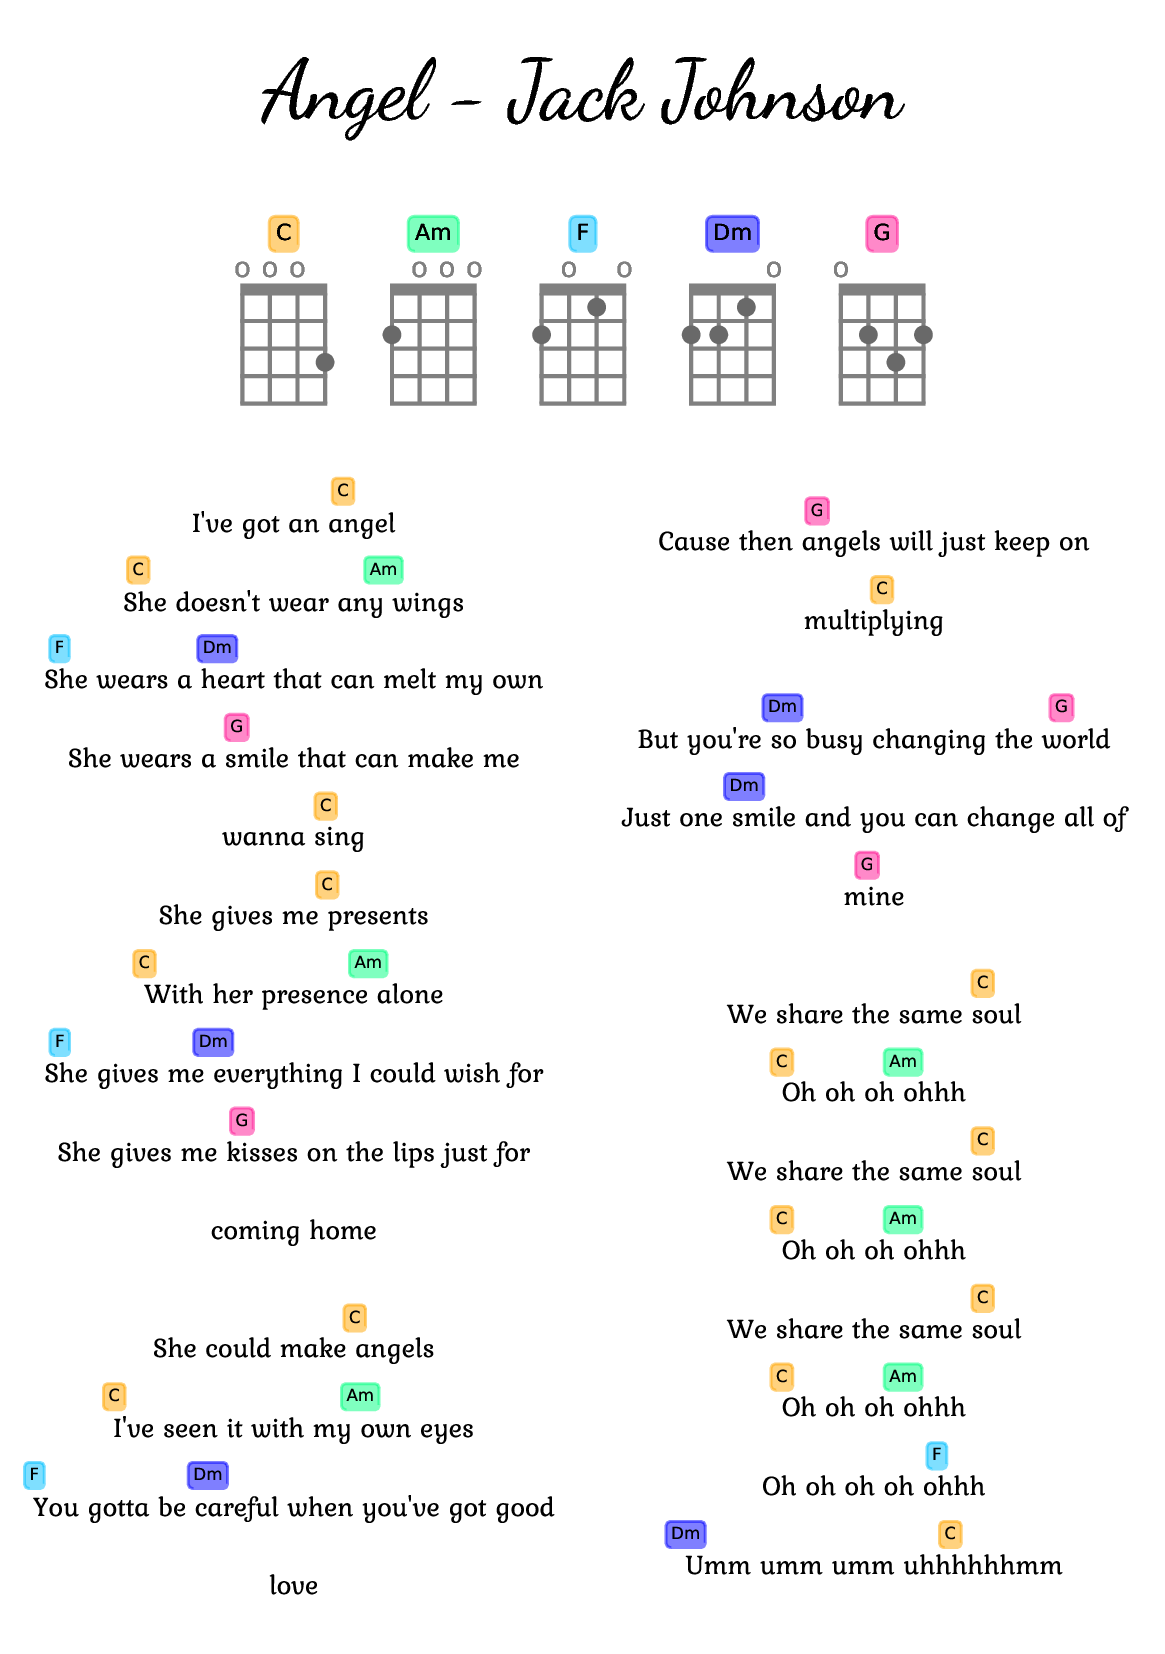 Angel - Jack Johnson
C Am F Dm G
o o o o o o o o o o
C
I've got an angel
C Am
She doesn't wear any wings
F Dm
She wears a heart that can melt my own
G
She wears a smile that can make me
C
wanna sing
C
She gives me presents
C Am
With her presence alone
F Dm
She gives me everything I could wish for
G
She gives me kisses on the lips just for
coming home
C
She could make angels
C Am
I've seen it with my own eyes
F Dm
You gotta be careful when you've got good
love
G
Cause then angels will just keep on
C
multiplying
Dm G
But you're so busy changing the world
Dm
Just one smile and you can change all of
G
mine
C
We share the same soul
C Am
Oh oh oh ohhh
C
We share the same soul
C Am
Oh oh oh ohhh
C
We share the same soul
C Am
Oh oh oh ohhh
F
Oh oh oh oh ohhh
Dm C
Umm umm umm uhhhhhhmm